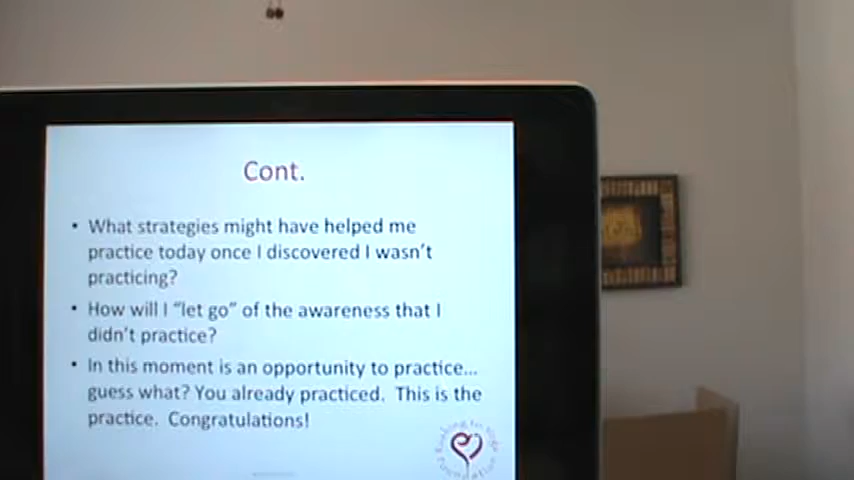 Cont.
• What strategies might have helped me
practice today once I discovered I wasn't
practicing?
• How will I “let go” of the awareness that I
didn't practice?
• In this moment is an opportunity to practice...
guess what? You already practiced. This is the
practice. Congratulations!